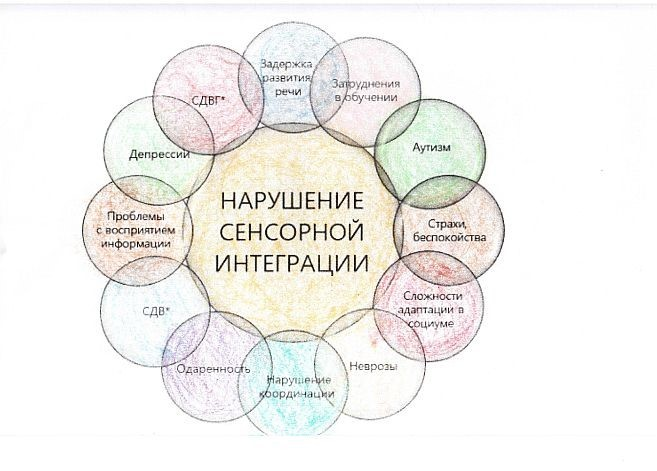 НАРУШЕНИЕ
СЕНСОРНОЙ
ИНТЕГРАЦИИ
Задержка
развития
речи
Затруднения
в обучении
Аутизм
Страхи,
беспокойства
Сложности
адаптации в
социуме
Неврозы
Нарушение
координации
Одаренность
СДВ*
Проблемы
с восприятием
информации
Депрессий
СДВГ*